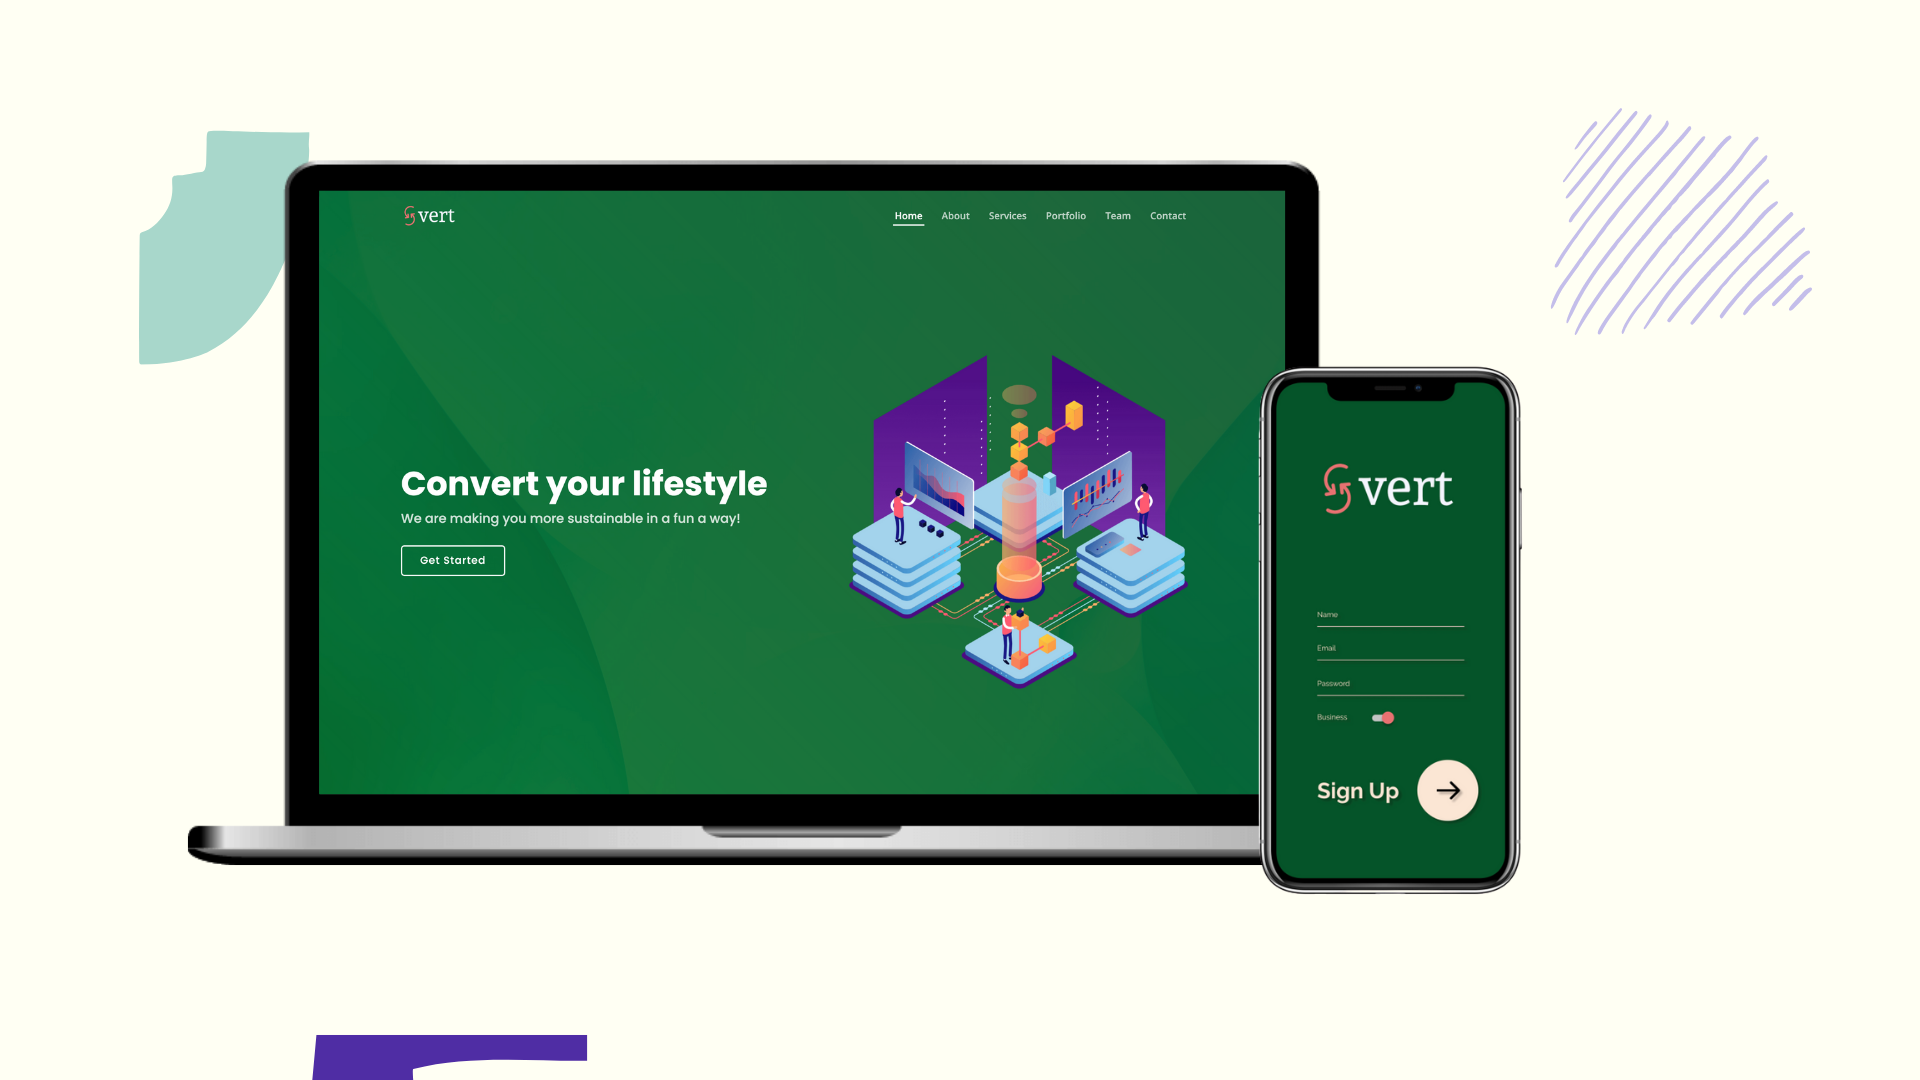 vert
Home About Services Portfolio Team Contact
Convert your lifestyle
We are making you more sustainable in a fun a way!
Get Started
vert
Name
Email
Password
Business
Sign Up